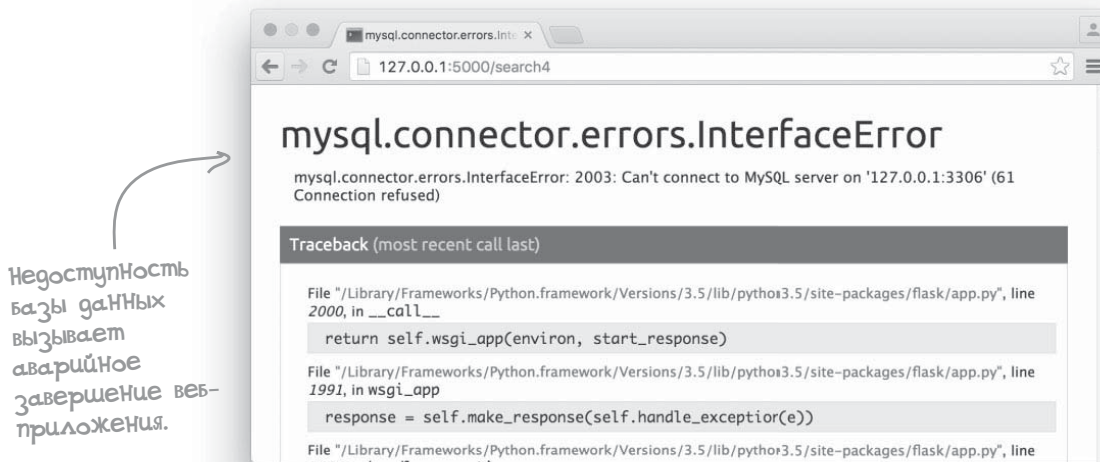 mysql.connector.errors.Inte
127.0.0.1:5000/search4
mysql.connector.errors.InterfaceError
mysql.connector.errors.InterfaceError: 2003: Can't connect to MySQL server on '127.0.0.1:3306' (61
Connection refused)
Traceback (most recent call last)
File "/Library/Frameworks/Python.framework/Versions/3.5/lib/python3.5/site-packages/flask/app.py", line
2000, in __call__
return self.wsgi_app(environ, start_response)
File "/Library/Frameworks/Python.framework/Versions/3.5/lib/python3.5/site-packages/flask/app.py", line
1991, in wsgi_app
response = self.make_response(self.handle_exceptior(e))
File "/Library/Frameworks/Python.framework/Versions/3.5/lib/python3.5/site-packages/flask/app.py", line
Недоступность
базы данных
вызывает
аварийное
завершение веб-
приложения.